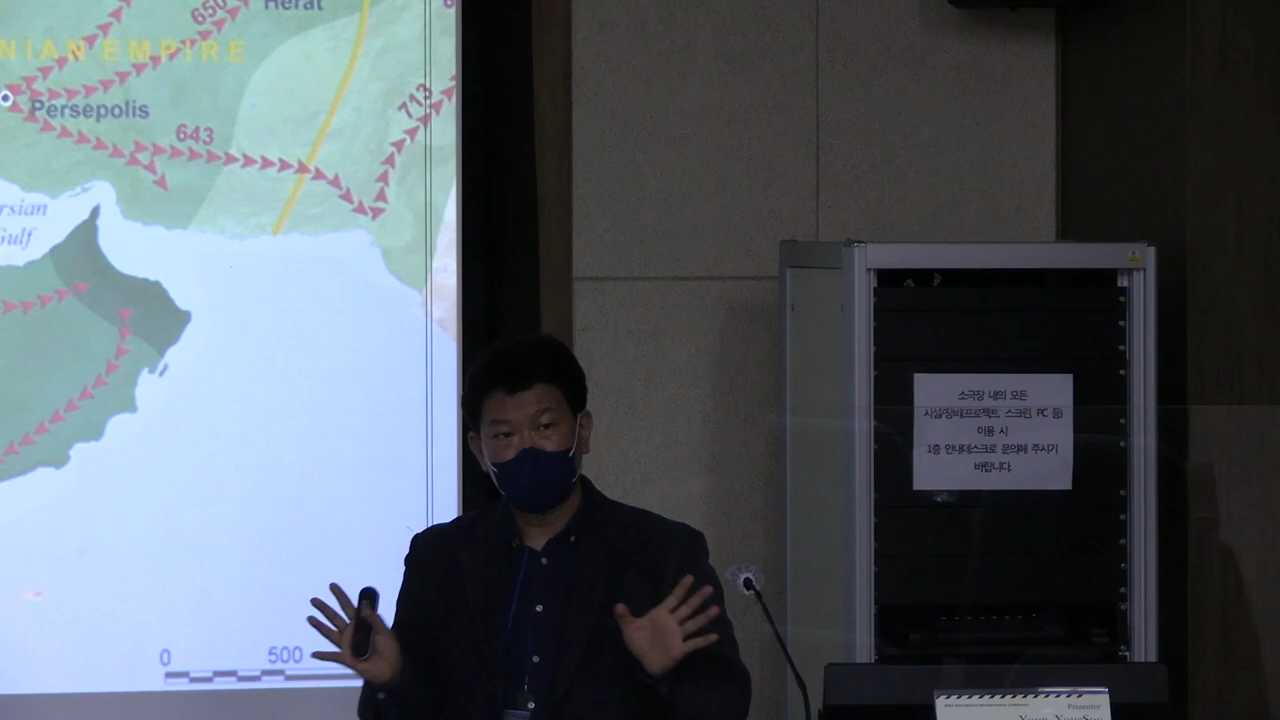 650
Herat
NIAN EMPIRE
Persepolis
713
643
rsian
Gulf
0
500
소극장 내의 모든
시설/장비(프로젝트, 스크린, PC 등)
이용 시
1층 안내데스크로 문의해 주시기
바랍니다.
Presenter